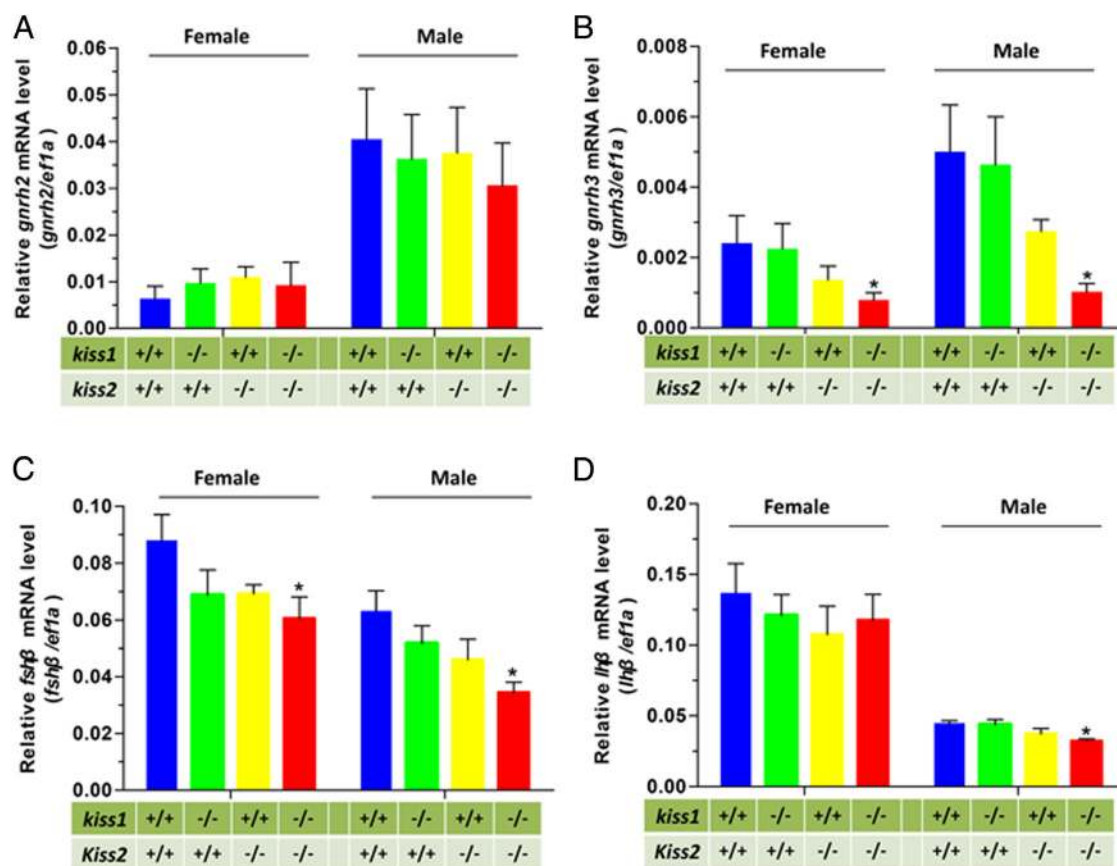 A
Relative gnrh2 mRNA level
(gnrh2/ef1a)
0.06
0.05
0.04
0.03
0.02
0.01
0.00
Female Male
kiss1 +/+ -/- +/+ -/- +/+ -/- +/+ -/-
kiss2 +/+ +/+ -/- -/- +/+ +/+ -/- -/-
B
Relative gnrh3 mRNA level
(gnrh3/ef1a )
0.008
0.006
0.004
0.002
0.000
Female Male
* *
kiss1 +/+ -/- +/+ -/- +/+ -/- +/+ -/-
kiss2 +/+ +/+ -/- -/- +/+ +/+ -/- -/-
C
Relative fshβ mRNA level
(fshβ /ef1a)
0.10
0.08
0.06
0.04
0.02
0.00
Female Male
* *
kiss1 +/+ -/- +/+ -/- +/+ -/- +/+ -/-
Kiss2 +/+ +/+ -/- -/- +/+ +/+ -/- -/-
D
Relative lhβ mRNA level
(lhβ /ef1a)
0.20
0.15
0.10
0.05
0.00
Female Male
*
kiss1 +/+ -/- +/+ -/- +/+ -/- +/+ -/-
Kiss2 +/+ +/+ -/- -/- +/+ +/+ -/- -/-